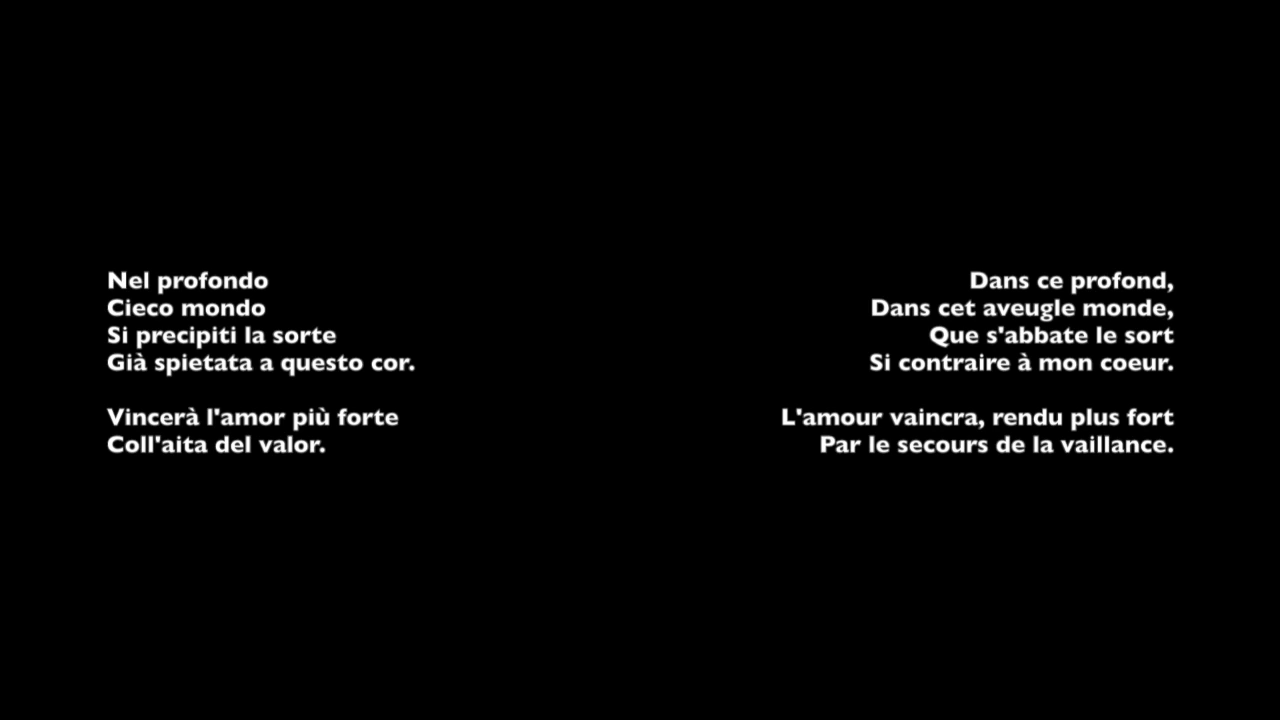 Nel profondo
Cieco mondo
Si precipiti la sorte
Già spietata a questo cor.
Vincerà l'amor più forte
Coll'aita del valor.
Dans ce profond,
Dans cet aveugle monde,
Que s'abbate le sort
Si contraire à mon coeur.
L'amour vaincra, rendu plus fort
Par le secours de la vaillance.